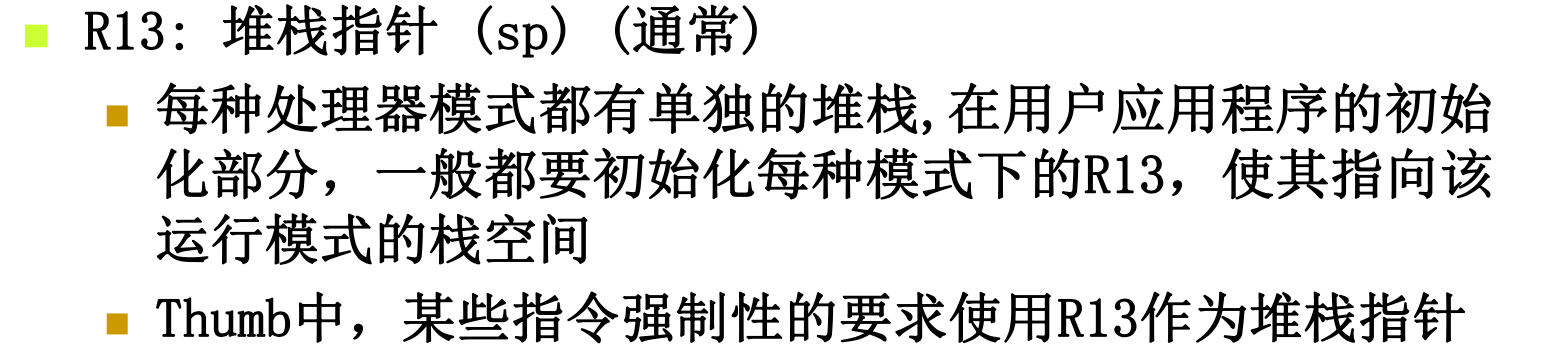 R13: 堆栈指针 (sp) (通常)
每种处理器模式都有单独的堆栈,在用户应用程序的初始
化部分，一般都要初始化每种模式下的R13，使其指向该
运行模式的栈空间
Thumb中，某些指令强制性的要求使用R13作为堆栈指针